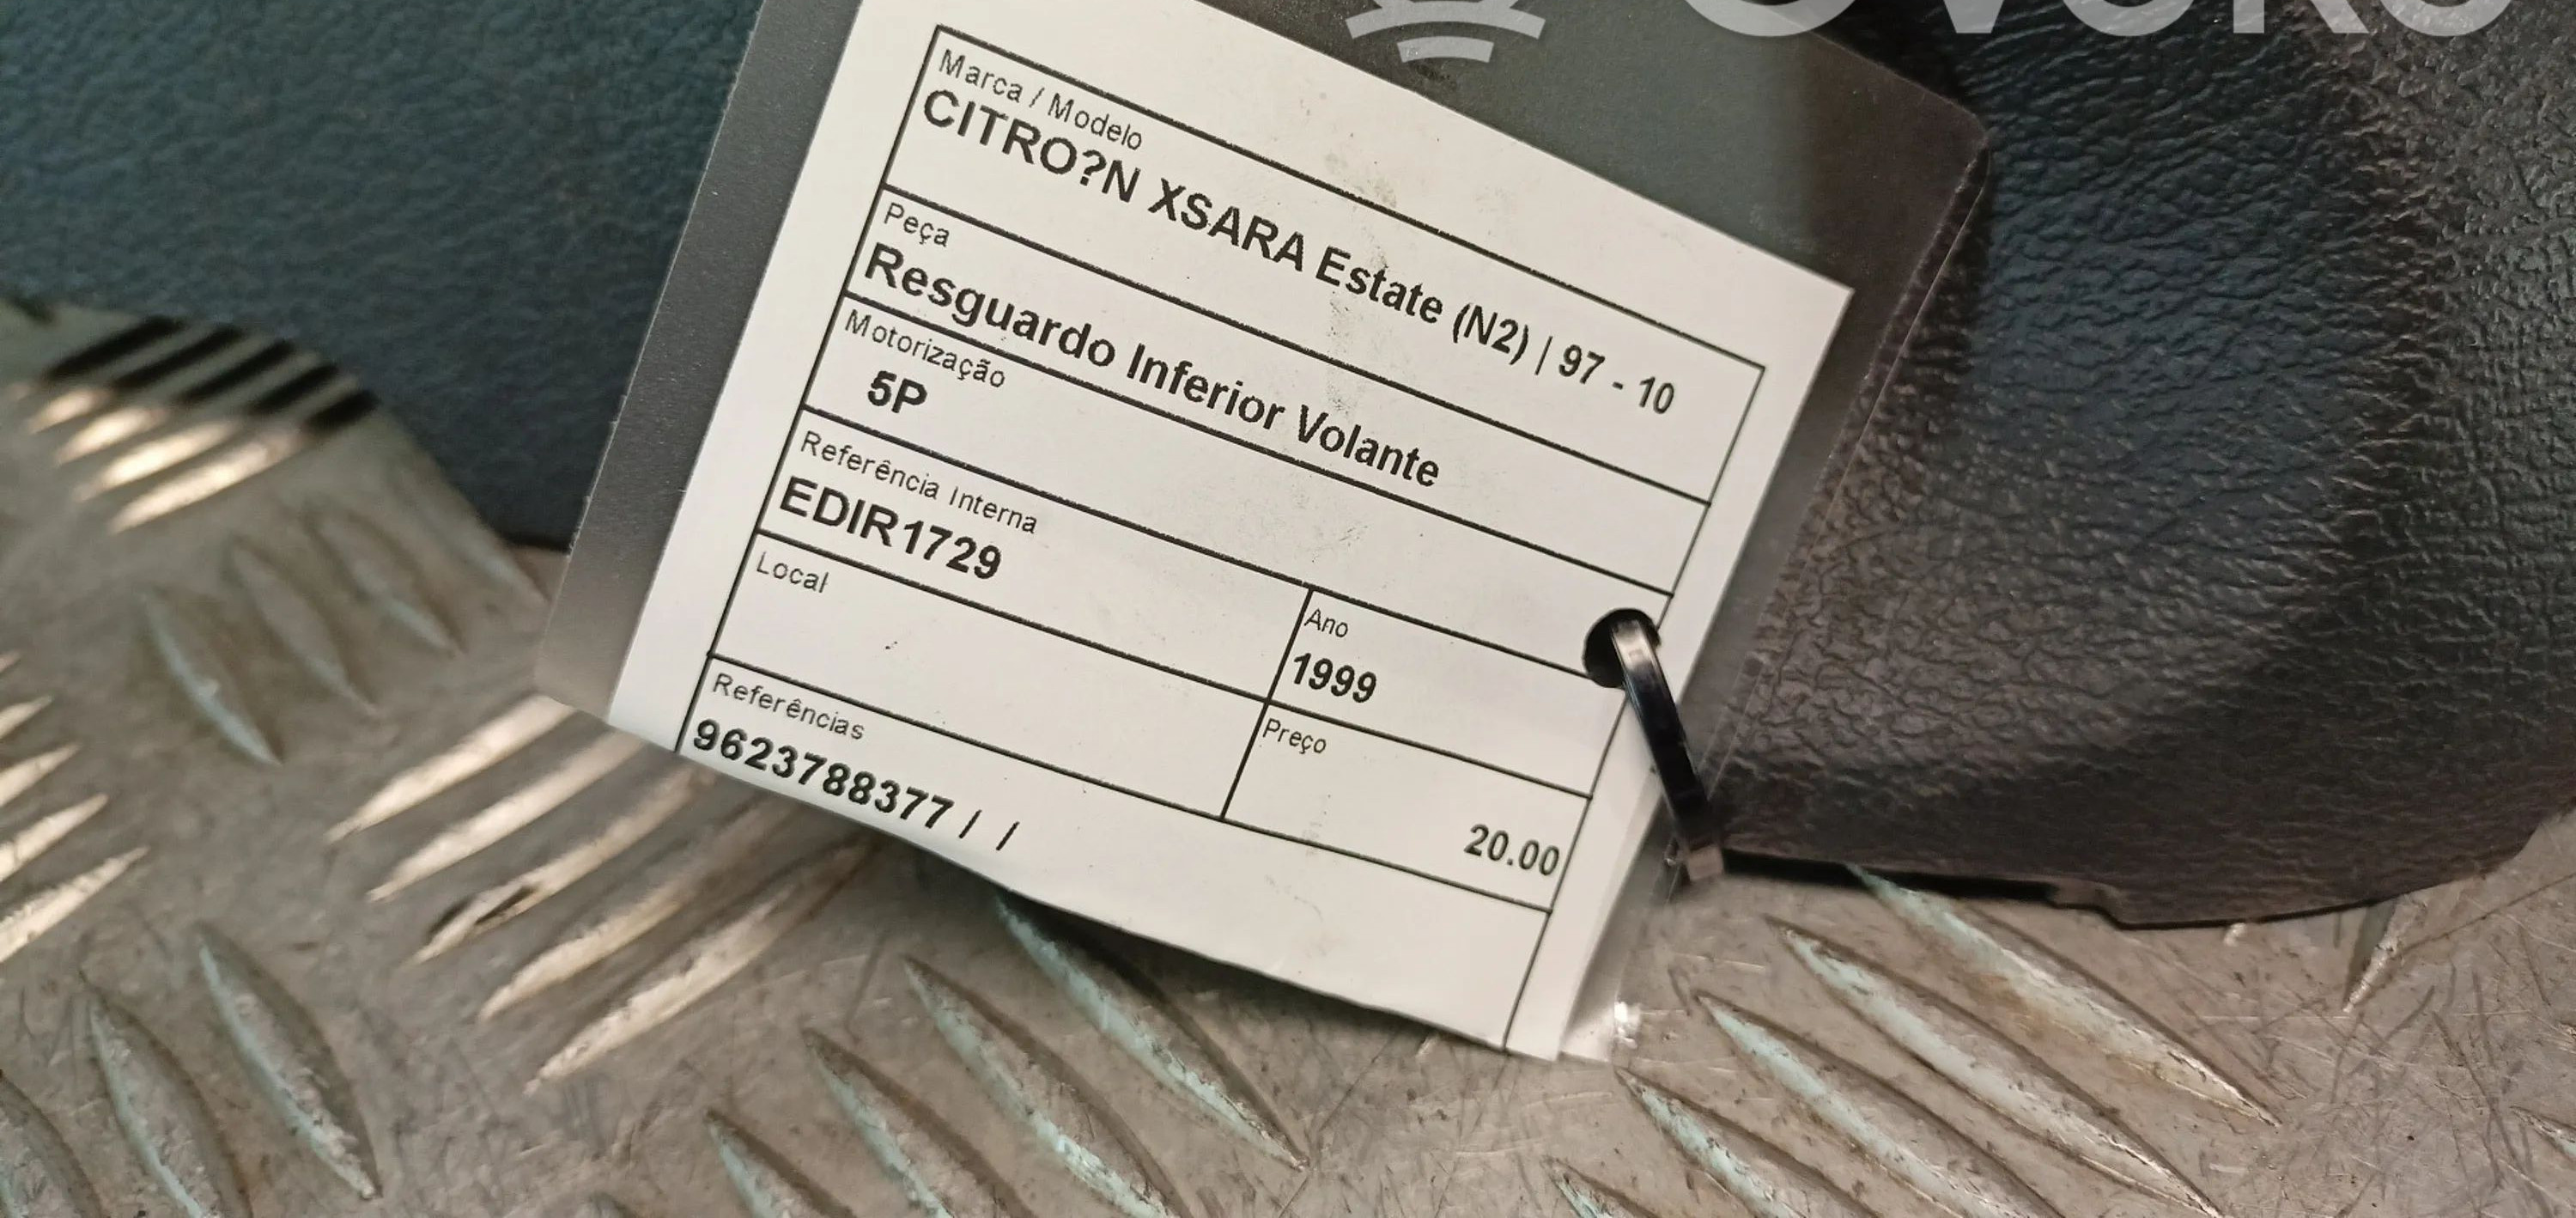 Marca / Modelo
CITRO?N XSARA Estate (N2) | 97 - 10
Peça
Resguardo Inferior Volante
Motorização
5P
Referência Interna
EDIR1729
Ano
1999
Local
Preço
20.00
Referências
9623788377 / /